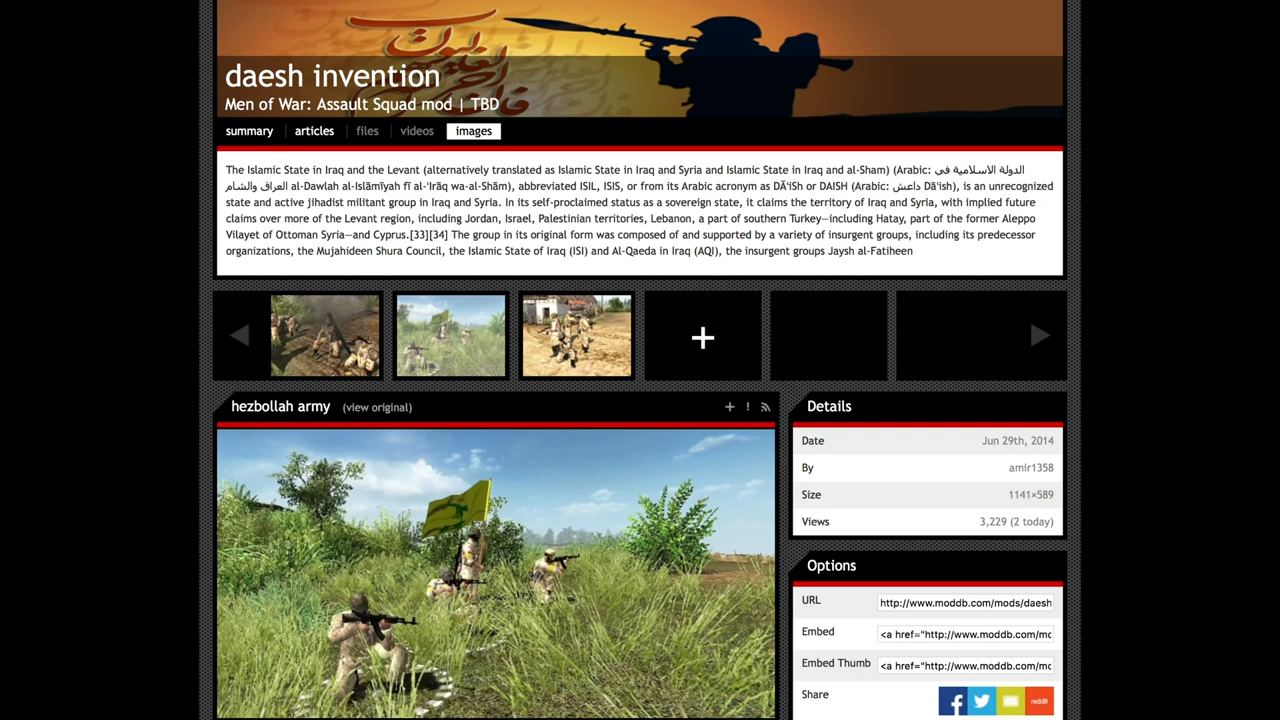 daesh invention
Men of War: Assault Squad mod | TBD
summary
articles
files
videos
images
The Islamic State in Iraq and the Levant (alternatively translated as Islamic State in Iraq and Syria and Islamic State in Iraq and al-Sham) (Arabic: الدولة الاسلامية في
العراق والشام al-Dawlah al-Islāmīyah fī al-ʻIrāq wa-al-Shām), abbreviated ISIL, ISIS, or from its Arabic acronym as DĀʿiSh or DAISH (Arabic: داعش Dāʿish), is an unrecognized
state and active jihadist militant group in Iraq and Syria. In its self-proclaimed status as a sovereign state, it claims the territory of Iraq and Syria, with implied future
claims over more of the Levant region, including Jordan, Israel, Palestinian territories, Lebanon, a part of southern Turkey—including Hatay, part of the former Aleppo
Vilayet of Ottoman Syria—and Cyprus.[33][34] The group in its original form was composed of and supported by a variety of insurgent groups, including its predecessor
organizations, the Mujahideen Shura Council, the Islamic State of Iraq (ISI) and Al-Qaeda in Iraq (AQI), the insurgent groups Jaysh al-Fatiheen
hezbollah army (view original)
Details
Date Jun 29th, 2014
By amir1358
Size 1141×589
Views 3,229 (2 today)
Options
URL http://www.moddb.com/mods/daesh
Embed <a href="http://www.moddb.com/mo
Embed Thumb <a href="http://www.moddb.com/mo
Share
reddit